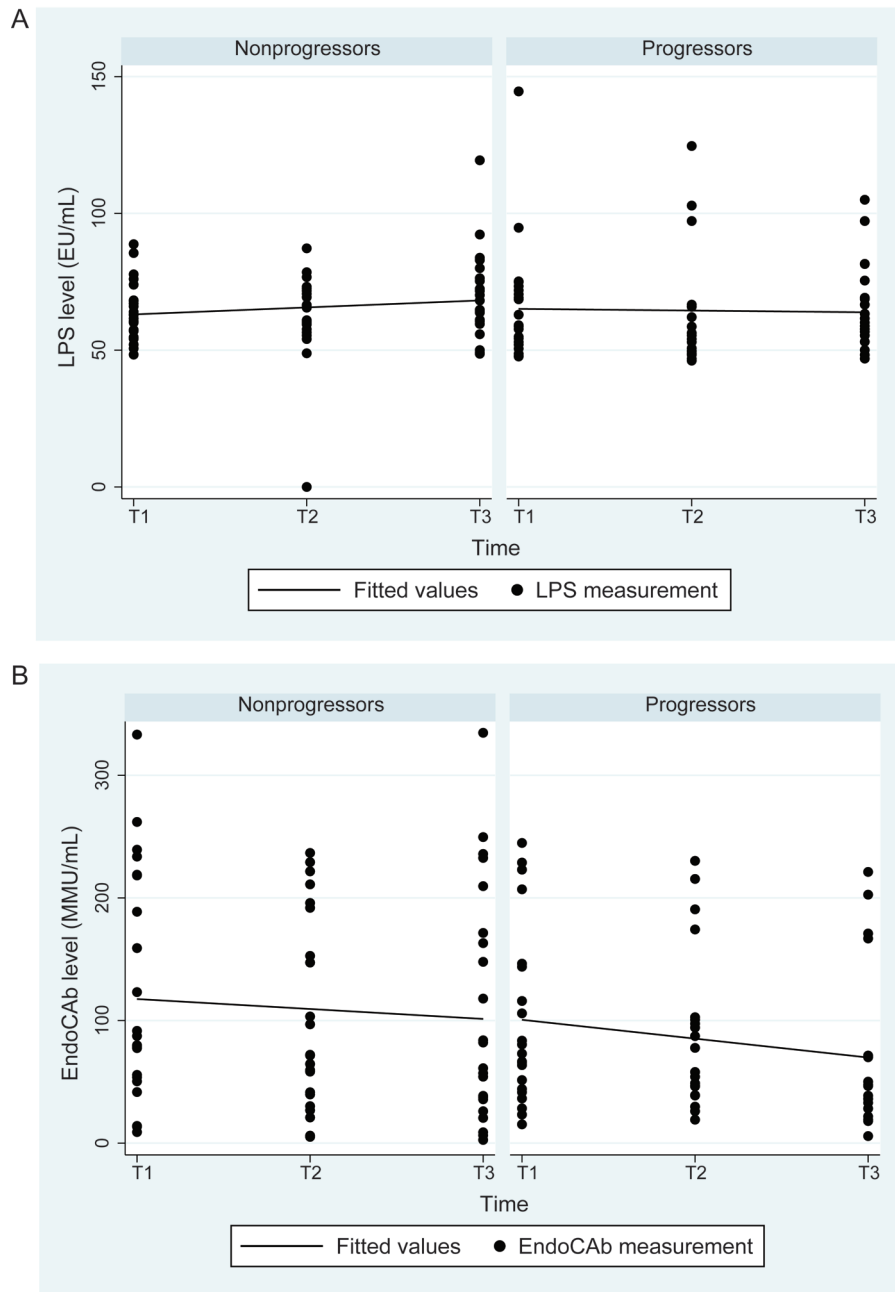 A
Nonprogressors Progressors
LPS level (EU/mL)
150
100
50
0
T1 T2 T3 T1 T2 T3
Time
Fitted values LPS measurement
B
Nonprogressors Progressors
EndoCAb level (MMU/mL)
300
200
100
0
T1 T2 T3 T1 T2 T3
Time
Fitted values EndoCAb measurement